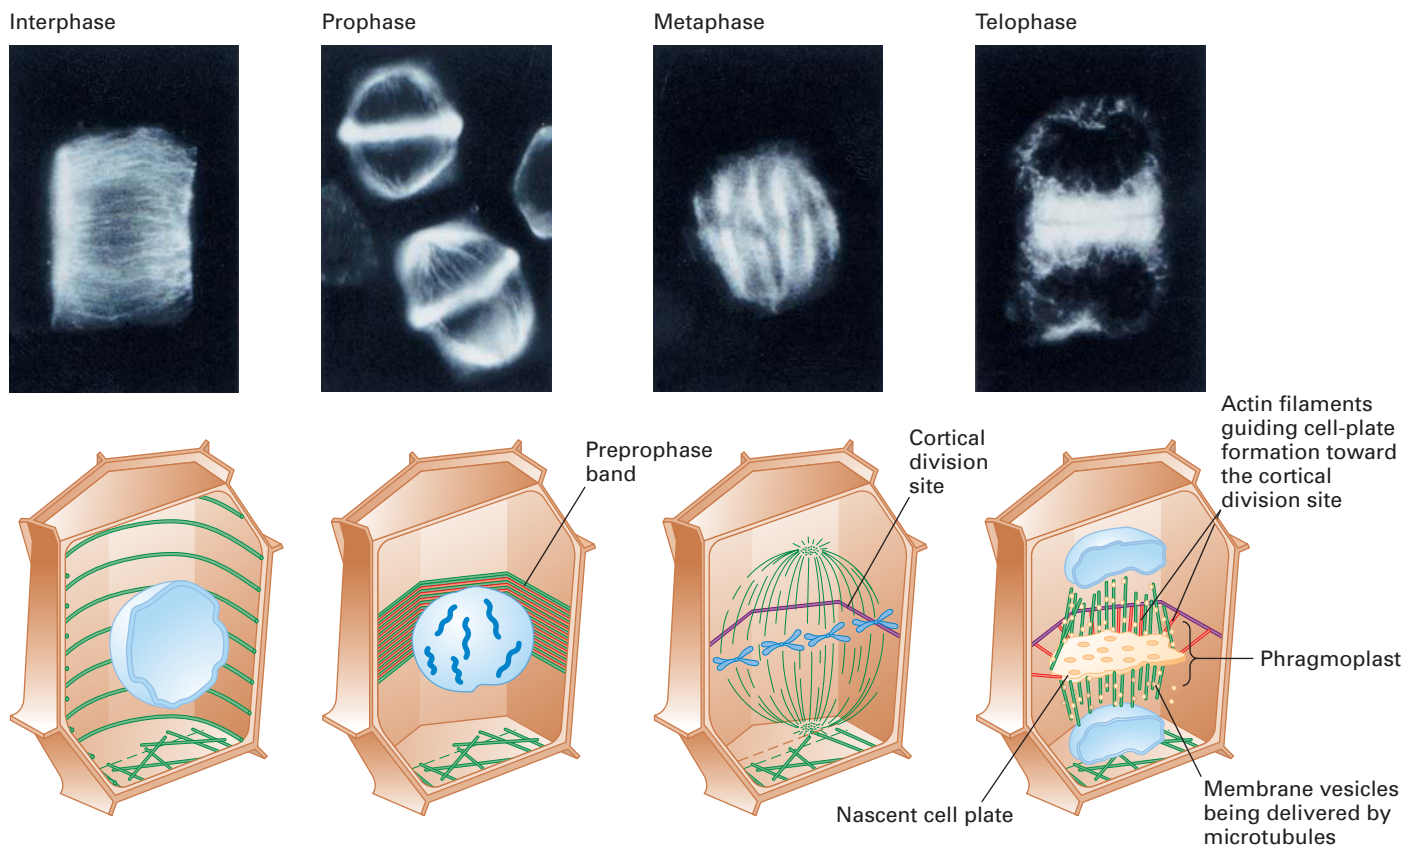 Interphase
Prophase
Metaphase
Telophase
Preprophase
band
Cortical
division
site
Actin filaments
guiding cell-plate
formation toward
the cortical
division site
Phragmoplast
Nascent cell plate
Membrane vesicles
being delivered by
microtubules